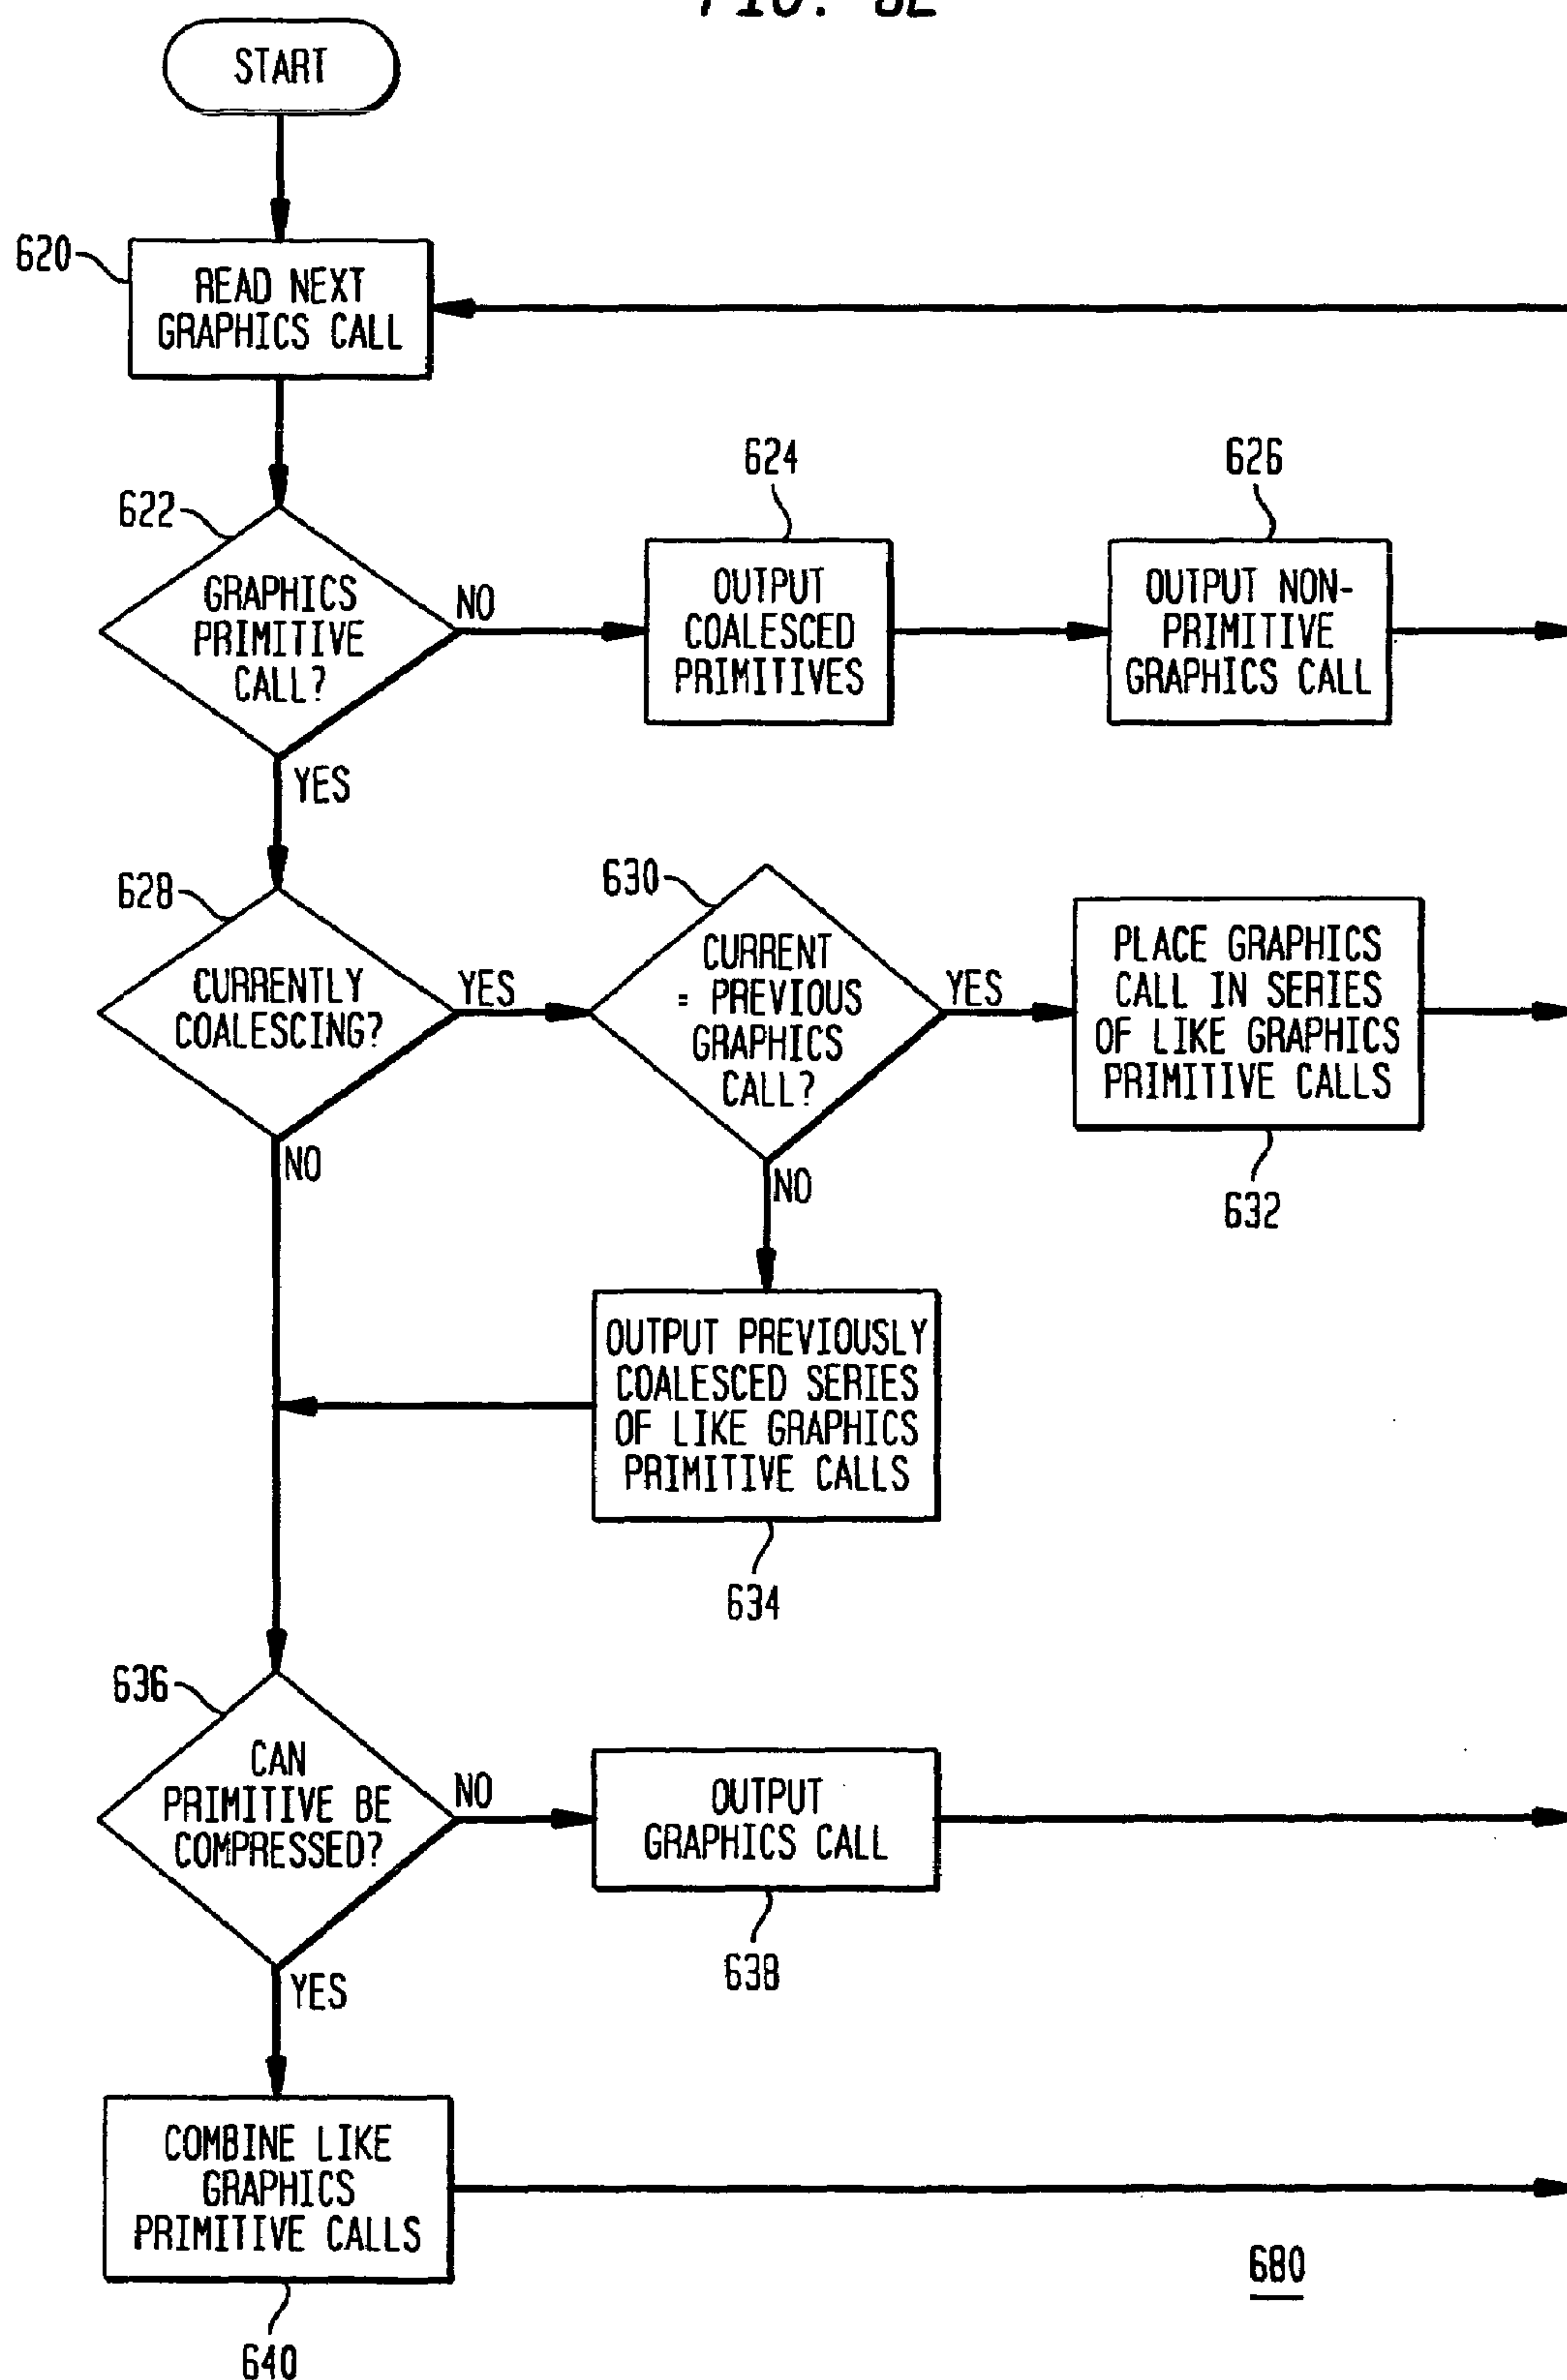 START
620
READ NEXT
GRAPHICS CALL
622
GRAPHICS
PRIMITIVE
CALL?
NO
YES
624
OUTPUT
COALESCED
PRIMITIVES
626
OUTPUT NON-
PRIMITIVE
GRAPHICS CALL
628
CURRENTLY
COALESCING?
YES
NO
630
CURRENT
= PREVIOUS
GRAPHICS
CALL?
YES
NO
PLACE GRAPHICS
CALL IN SERIES
OF LIKE GRAPHICS
PRIMITIVE CALLS
632
OUTPUT PREVIOUSLY
COALESCED SERIES
OF LIKE GRAPHICS
PRIMITIVE CALLS
634
636
CAN
PRIMITIVE BE
COMPRESSED?
NO
YES
OUTPUT
GRAPHICS CALL
638
COMBINE LIKE
GRAPHICS
PRIMITIVE CALLS
640
680